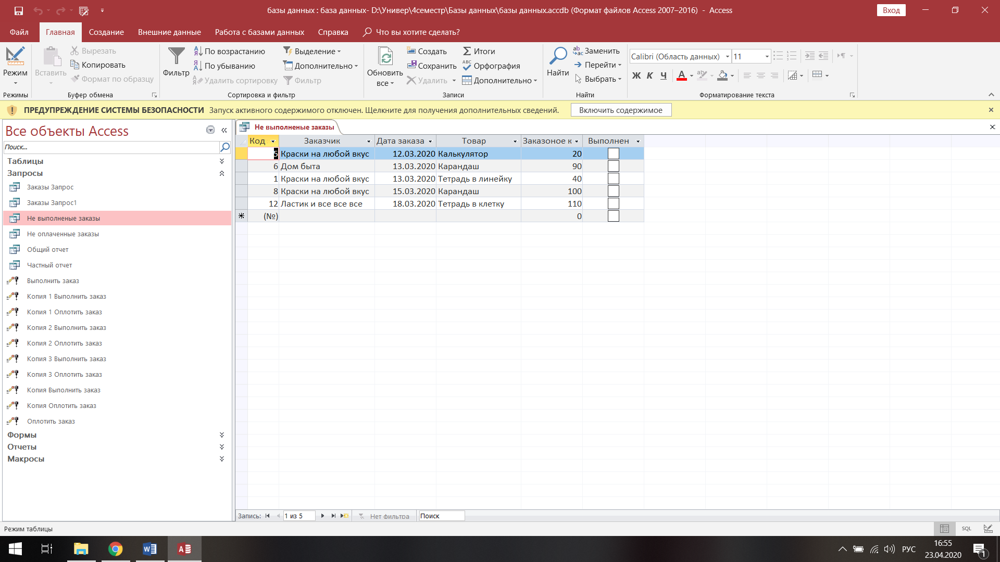 базы данных : база данных- D:\Универ\4семестр\Базы данных\базы данных.accdb (Формат файлов Access 2007–2016) - Access
Вход
Файл Главная Создание Внешние данные Работа с базами данных Справка Что вы хотите сделать?
Режим
Режимы
Вставить
Вырезать
Копировать
Формат по образцу
Буфер обмена
Фильтр
По возрастанию
По убыванию
Удалить сортировку
Выделение
Дополнительно
Фильтр
Сортировка и фильтр
Обновить
все
Создать
Сохранить
Удалить
Итоги
Орфография
Дополнительно
Записи
Найти
Заменить
Перейти
Выбрать
Найти
Calibri (Область данных) 11
Ж К Ч
Форматирование текста
ПРЕДУПРЕЖДЕНИЕ СИСТЕМЫ БЕЗОПАСНОСТИ Запуск активного содержимого отключен. Щелкните для получения дополнительных сведений. Включить содержимое
Все объекты Access
Поиск...
Таблицы
Запросы
Заказы Запрос
Заказы Запрос1
Не выполненые заказы
Не оплаченные заказы
Общий отчет
Частный отчет
Выполнить заказ
Копия 1 Выполнить заказ
Копия 1 Оплотить заказ
Копия 2 Выполнить заказ
Копия 2 Оплотить заказ
Копия 3 Выполнить заказ
Копия 3 Оплотить заказ
Копия Выполнить заказ
Копия Оплотить заказ
Оплотить заказ
Формы
Отчеты
Макросы
Не выполненые заказы
Код Заказчик Дата заказа Товар Заказоное к Выполнен
5 Краски на любой вкус 12.03.2020 Калькулятор 20
6 Дом быта 13.03.2020 Карандаш 90
1 Краски на любой вкус 13.03.2020 Тетрадь в линейку 40
8 Краски на любой вкус 15.03.2020 Карандаш 100
12 Ластик и все все все 18.03.2020 Тетрадь в клетку 110
(№) 0
Запись: 1 из 5 Нет фильтра Поиск
Режим таблицы
SQL
РУС
16:55
23.04.2020
1